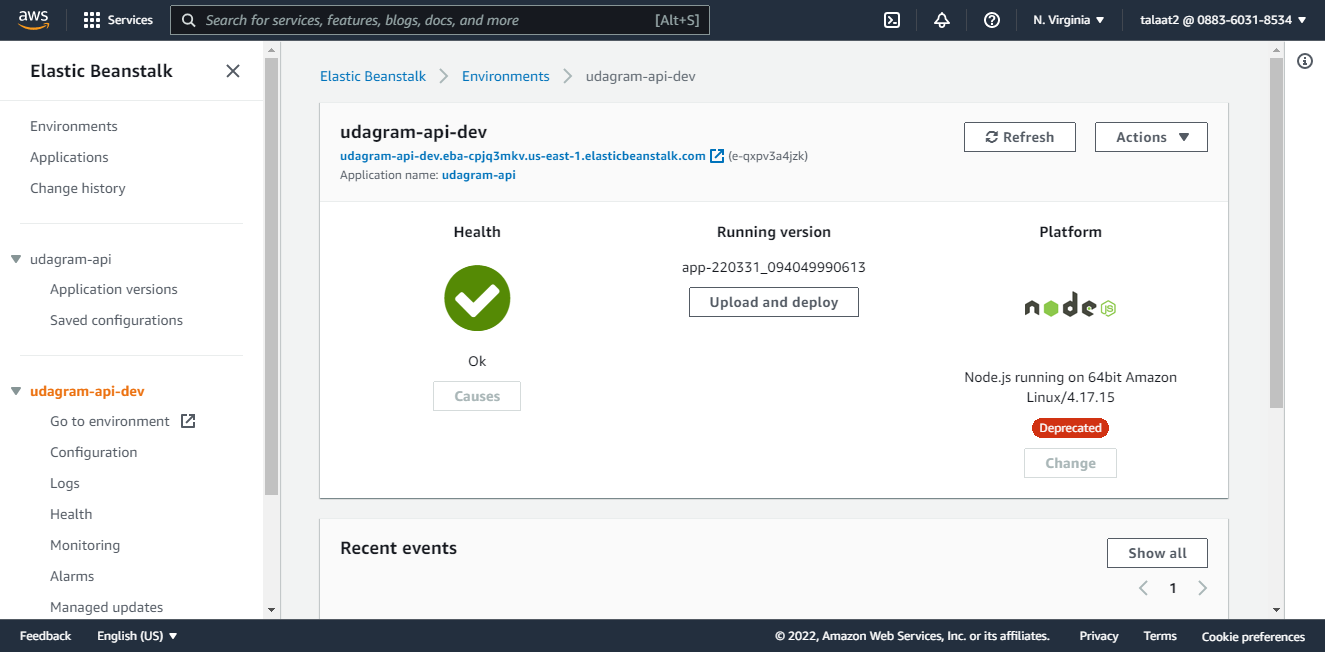 aws
Services
Search for services, features, blogs, docs, and more [Alt+S]
N. Virginia
talaat2 @ 0883-6031-8534
Elastic Beanstalk
Environments
Applications
Change history
udagram-api
Application versions
Saved configurations
udagram-api-dev
Go to environment
Configuration
Logs
Health
Monitoring
Alarms
Managed updates
Elastic Beanstalk > Environments > udagram-api-dev
udagram-api-dev
udagram-api-dev.eba-cpjq3mkv.us-east-1.elasticbeanstalk.com (e-qxpv3a4jzk)
Application name: udagram-api
Refresh
Actions
Health
Ok
Causes
Running version
app-220331_094049990613
Upload and deploy
Platform
node JS
Node.js running on 64bit Amazon
Linux/4.17.15
Deprecated
Change
Recent events
Show all
1
Feedback
English (US)
© 2022, Amazon Web Services, Inc. or its affiliates.
Privacy
Terms
Cookie preferences